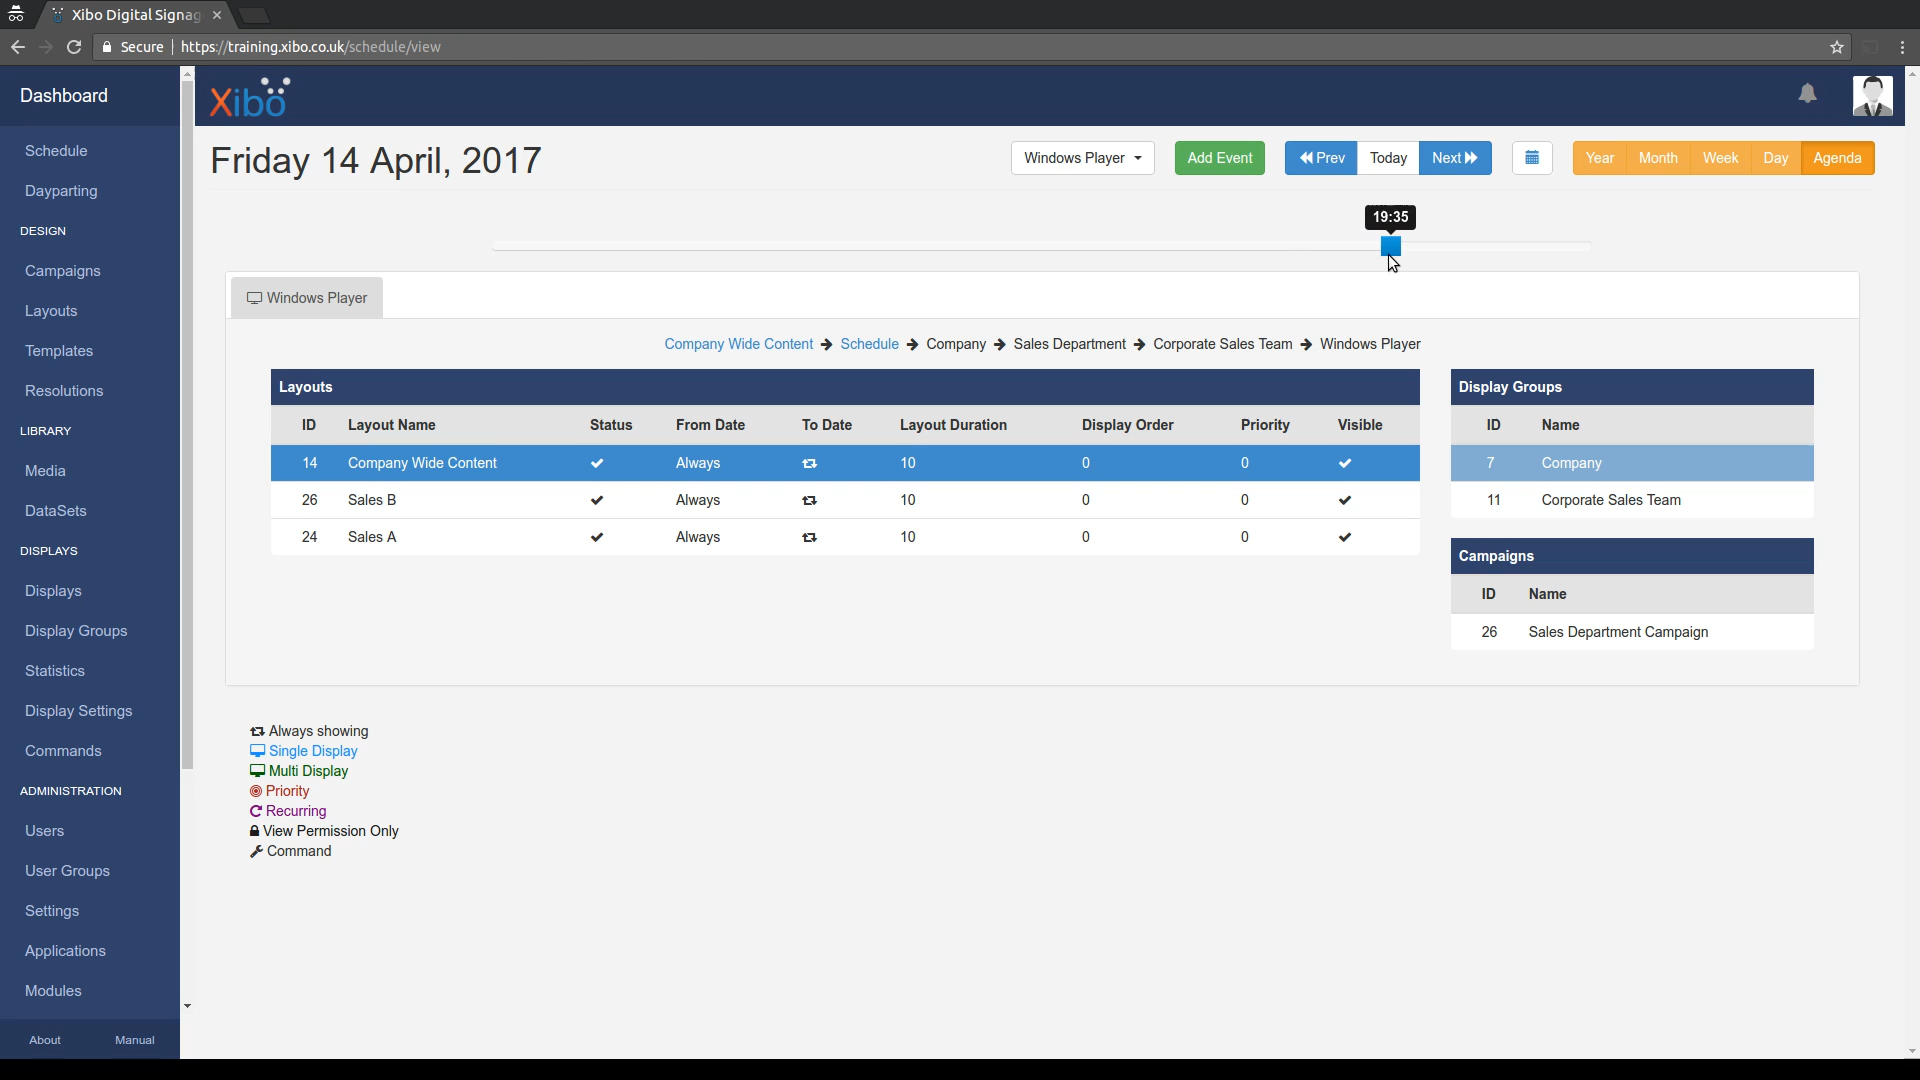 Xibo Digital Signag
Secure | https://training.xibo.co.uk/schedule/view
Dashboard
Xibo
Schedule
Dayparting
DESIGN
Campaigns
Layouts
Templates
Resolutions
LIBRARY
Media
DataSets
DISPLAYS
Displays
Display Groups
Statistics
Display Settings
Commands
ADMINISTRATION
Users
User Groups
Settings
Applications
Modules
About Manual
Friday 14 April, 2017
Windows Player Add Event Prev Today Next Year Month Week Day Agenda
19:35
Windows Player
Company Wide Content Schedule Company Sales Department Corporate Sales Team Windows Player
Layouts
ID Layout Name Status From Date To Date Layout Duration Display Order Priority Visible
14 Company Wide Content Always 10 0 0
26 Sales B Always 10 0 0
24 Sales A Always 10 0 0
Display Groups
ID Name
7 Company
11 Corporate Sales Team
Campaigns
ID Name
26 Sales Department Campaign
Always showing
Single Display
Multi Display
Priority
Recurring
View Permission Only
Command